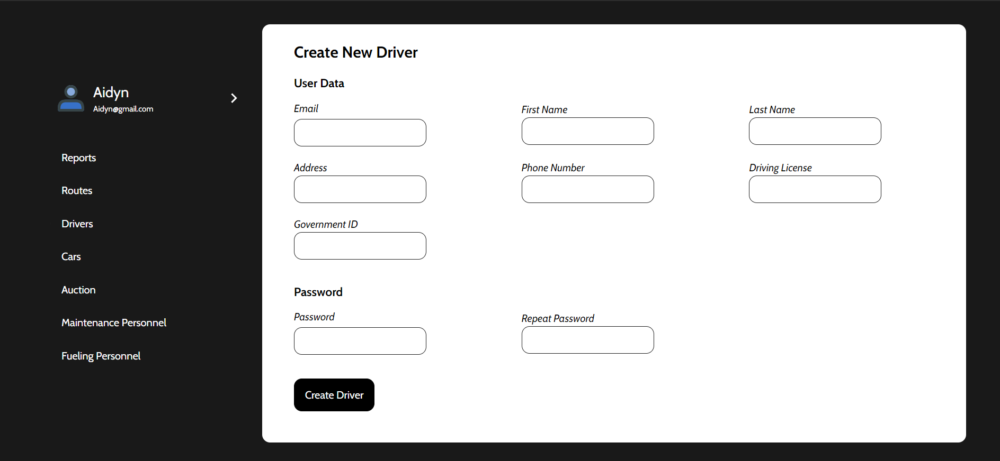 Aidyn
Aidyn@gmail.com
Reports
Routes
Drivers
Cars
Auction
Maintenance Personnel
Fueling Personnel
Create New Driver
User Data
Email
First Name
Last Name
Address
Phone Number
Driving License
Government ID
Password
Password
Repeat Password
Create Driver